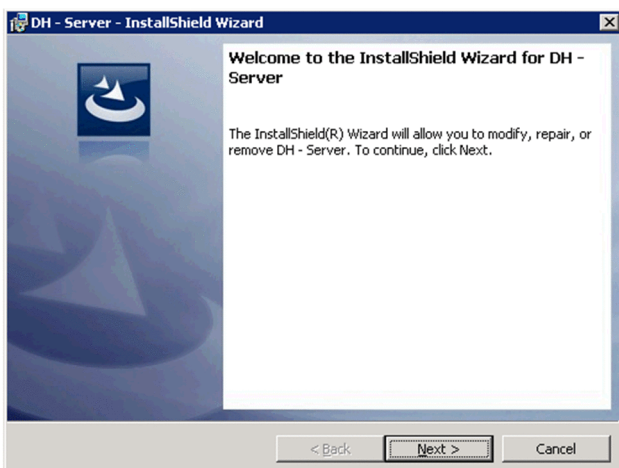 DH - Server - InstallShield Wizard
Welcome to the InstallShield Wizard for DH -
Server
The InstallShield(R) Wizard will allow you to modify, repair, or
remove DH - Server. To continue, click Next.
< Back
Next >
Cancel